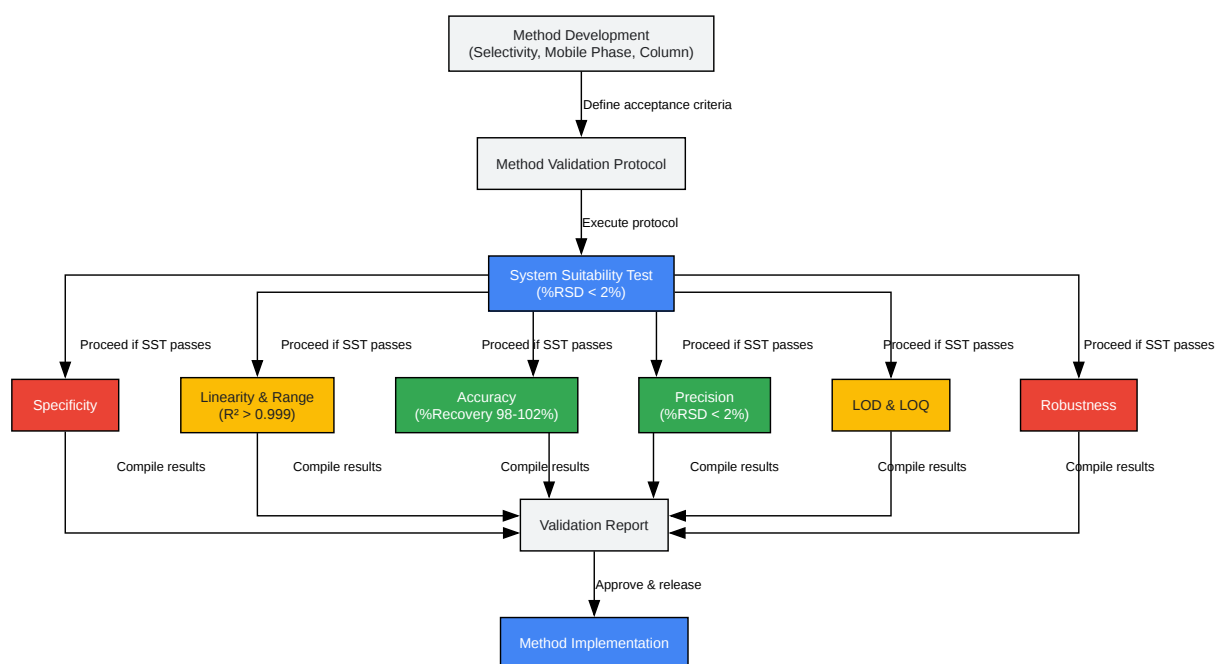 Method Development
(Selectivity, Mobile Phase, Column)
Define acceptance criteria
Method Validation Protocol
Execute protocol
System Suitability Test
(%RSD < 2%)
Proceed if SST passes
Proceed if SST passes
Proceed if SST passes
Proceed if SST passes
Proceed if SST passes
Proceed if SST passes
Specificity
Linearity & Range
(R² > 0.999)
Accuracy
(%Recovery 98-102%)
Precision
(%RSD < 2%)
LOD & LOQ
Robustness
Compile results
Compile results
Compile results
Compile results
Compile results
Compile results
Validation Report
Approve & release
Method Implementation